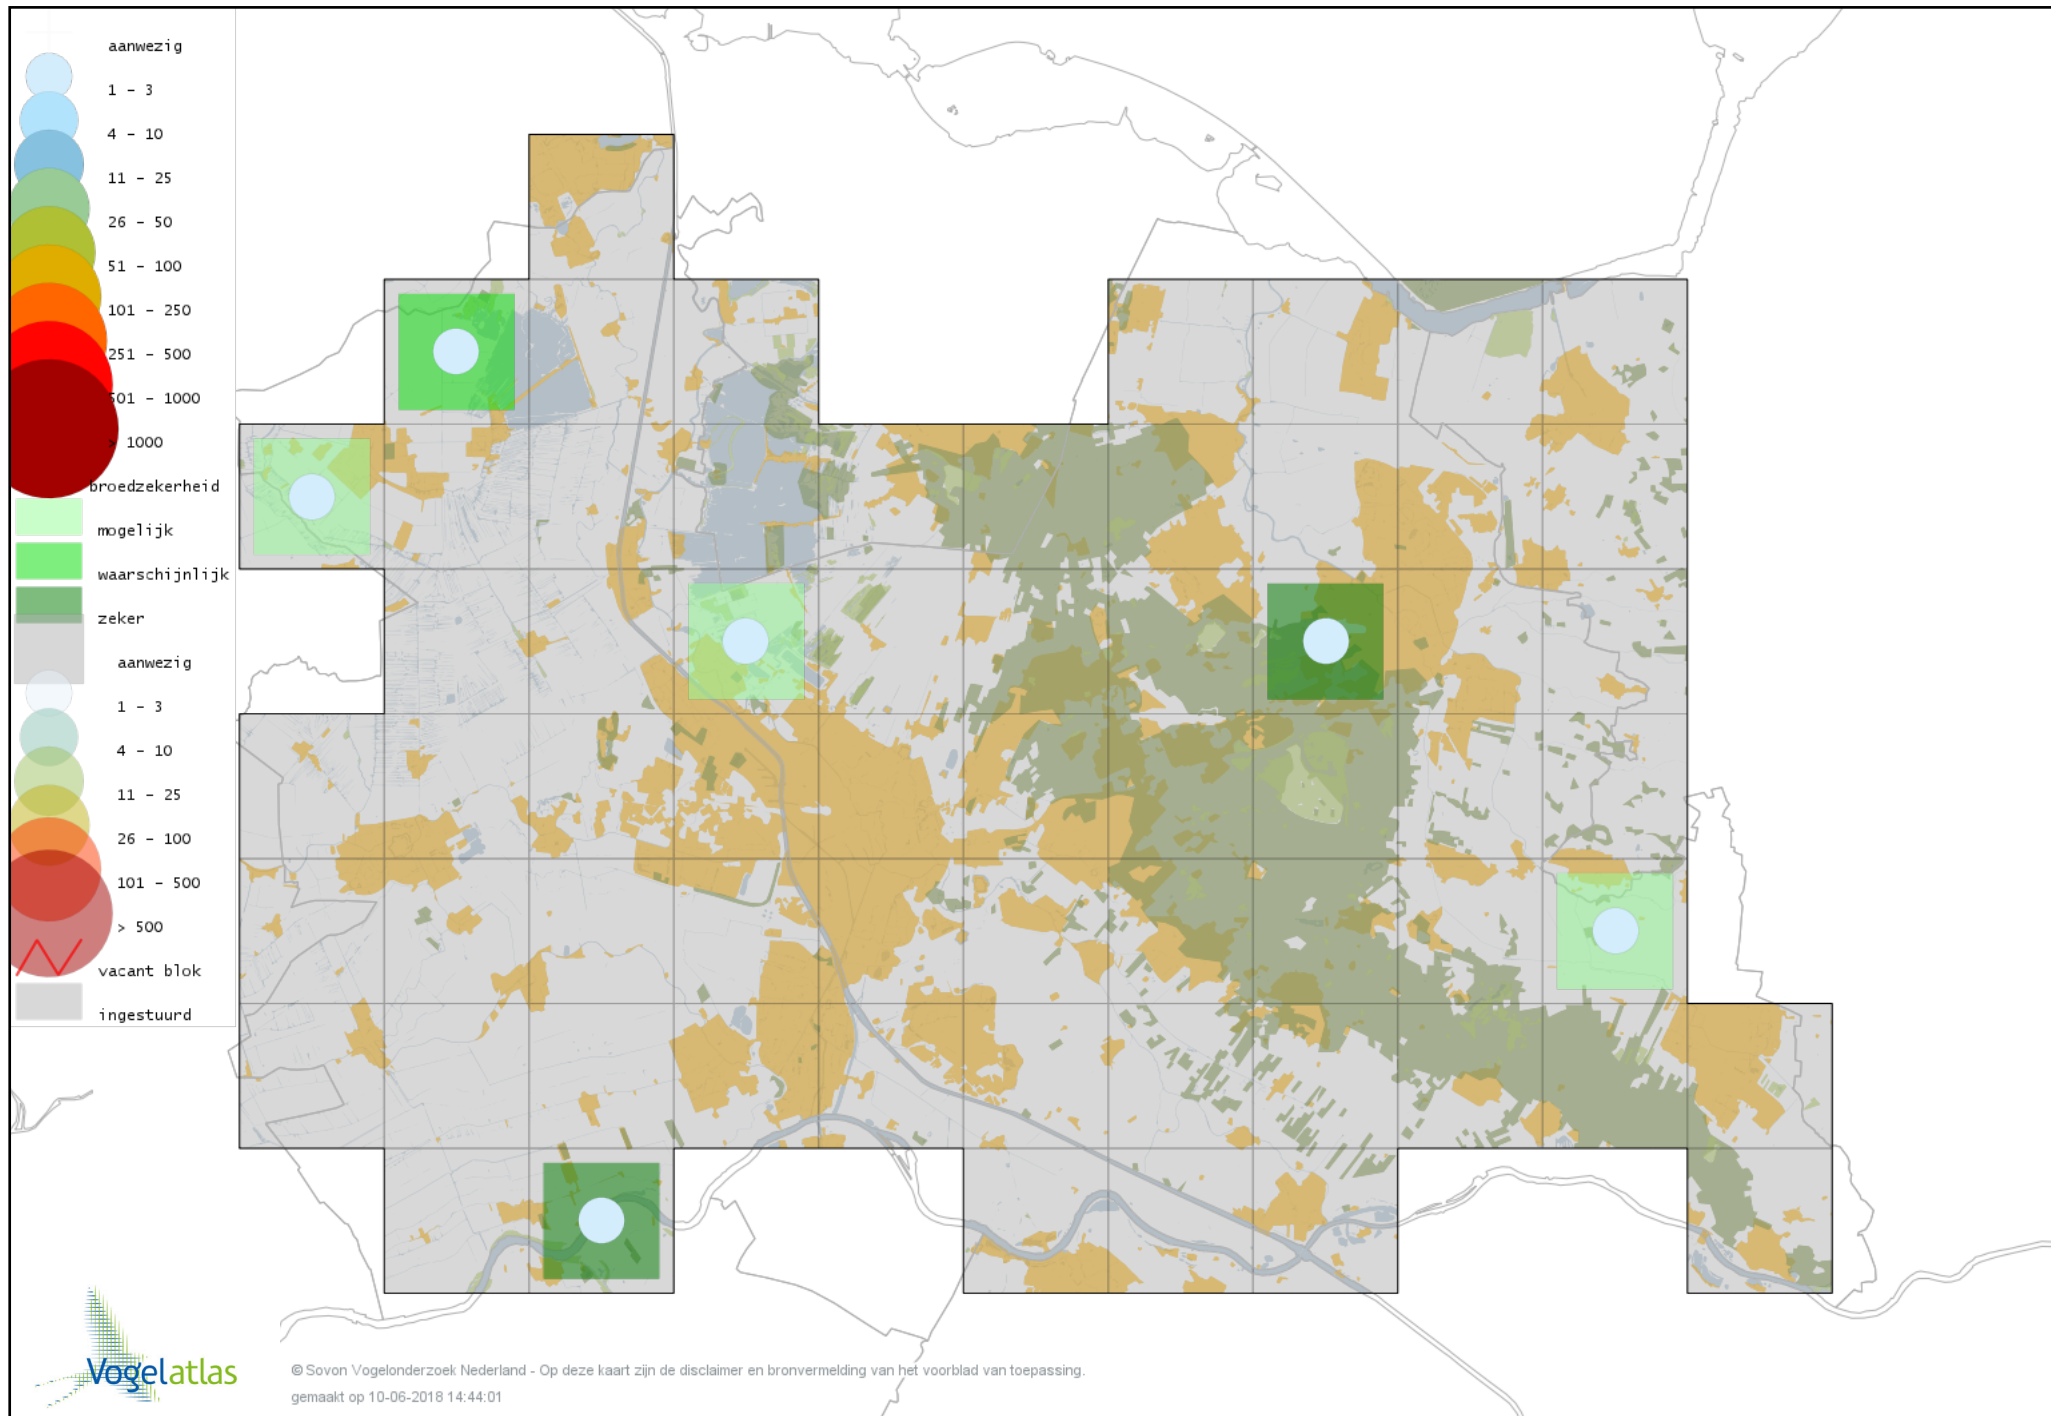 aanwezig
1 - 3
4 - 10
11 - 25
26 - 50
51 - 100
101 - 250
251 - 500
501 - 1000
> 1000
broedzekerheid
mogelijk
waarschijnlijk
zeker
aanwezig
1 - 3
4 - 10
11 - 25
26 - 100
101 - 500
> 500
vacant blok
ingestuurd
Vogelatlas
© Sovon Vogelonderzoek Nederland - Op deze kaart zijn de disclaimer en bronvermelding van het voorblad van toepassing.
gemaakt op 10-06-2018 14:44:01